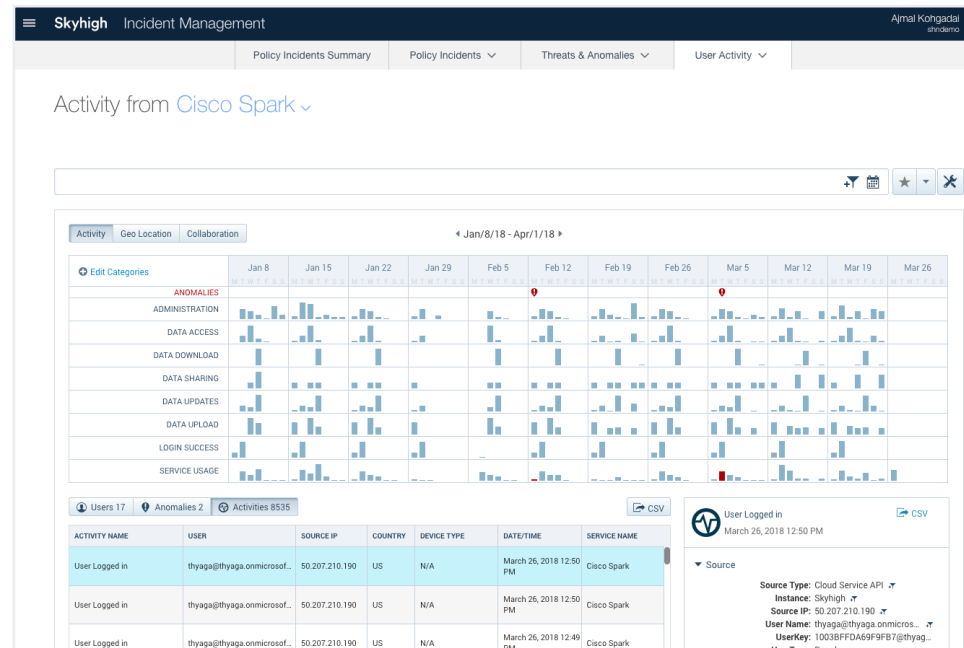 Skyhigh Incident Management
Ajmal Kohgadai
shndemo
Policy Incidents Summary Policy Incidents Threats & Anomalies User Activity
Activity from Cisco Spark
Activity Geo Location Collaboration
Jan/8/18 - Apr/1/18
Edit Categories Jan 8 Jan 15 Jan 22 Jan 29 Feb 5 Feb 12 Feb 19 Feb 26 Mar 5 Mar 12 Mar 19 Mar 26
M T W T F S S M T W T F S S M T W T F S S M T W T F S S M T W T F S S M T W T F S S M T W T F S S M T W T F S S M T W T F S S M T W T F S S M T W T F S S M T W T F S S
ANOMALIES
ADMINISTRATION
DATA ACCESS
DATA DOWNLOAD
DATA SHARING
DATA UPDATES
DATA UPLOAD
LOGIN SUCCESS
SERVICE USAGE
Users 17 Anomalies 2 Activities 8535 CSV
ACTIVITY NAME USER SOURCE IP COUNTRY DEVICE TYPE DATE/TIME SERVICE NAME
User Logged in thyaga@thyaga.onmicrosof... 50.207.210.190 US N/A March 26, 2018 12:50 PM Cisco Spark
User Logged in thyaga@thyaga.onmicrosof... 50.207.210.190 US N/A March 26, 2018 12:50 PM Cisco Spark
User Logged in thyaga@thyaga.onmicrosof... 50.207.210.190 US N/A March 26, 2018 12:49 PM Cisco Spark
User Logged in CSV
March 26, 2018 12:50 PM
Source
Source Type: Cloud Service API
Instance: Skyhigh
Source IP: 50.207.210.190
User Name: thyaga@thyaga.onmicros...
UserKey: 1003BFFDA69F9FB7@thyag...